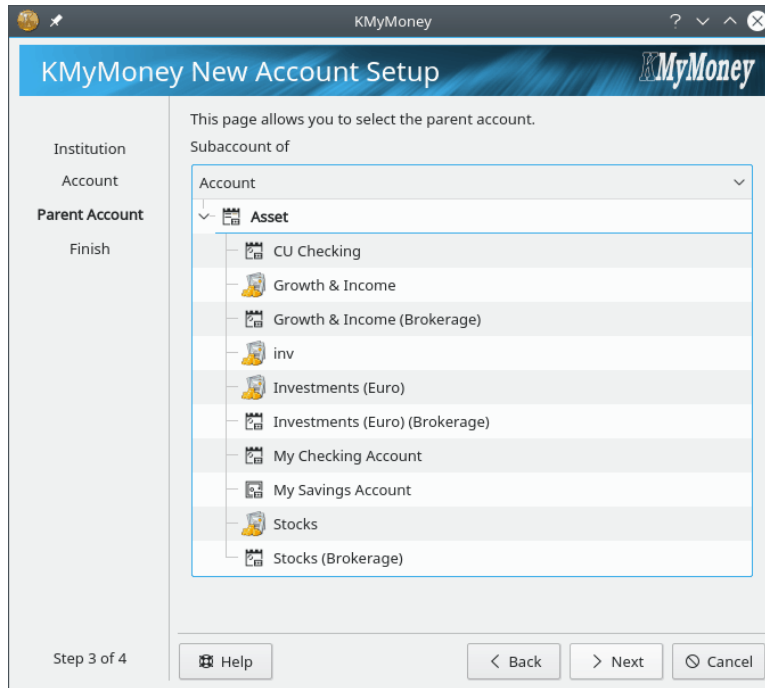 KMyMoney
KMyMoney New Account Setup
KMyMoney
Institution
Account
Parent Account
Finish
This page allows you to select the parent account.
Subaccount of
Account
Asset
CU Checking
Growth & Income
Growth & Income (Brokerage)
inv
Investments (Euro)
Investments (Euro) (Brokerage)
My Checking Account
My Savings Account
Stocks
Stocks (Brokerage)
Step 3 of 4
Help
Back
Next
Cancel